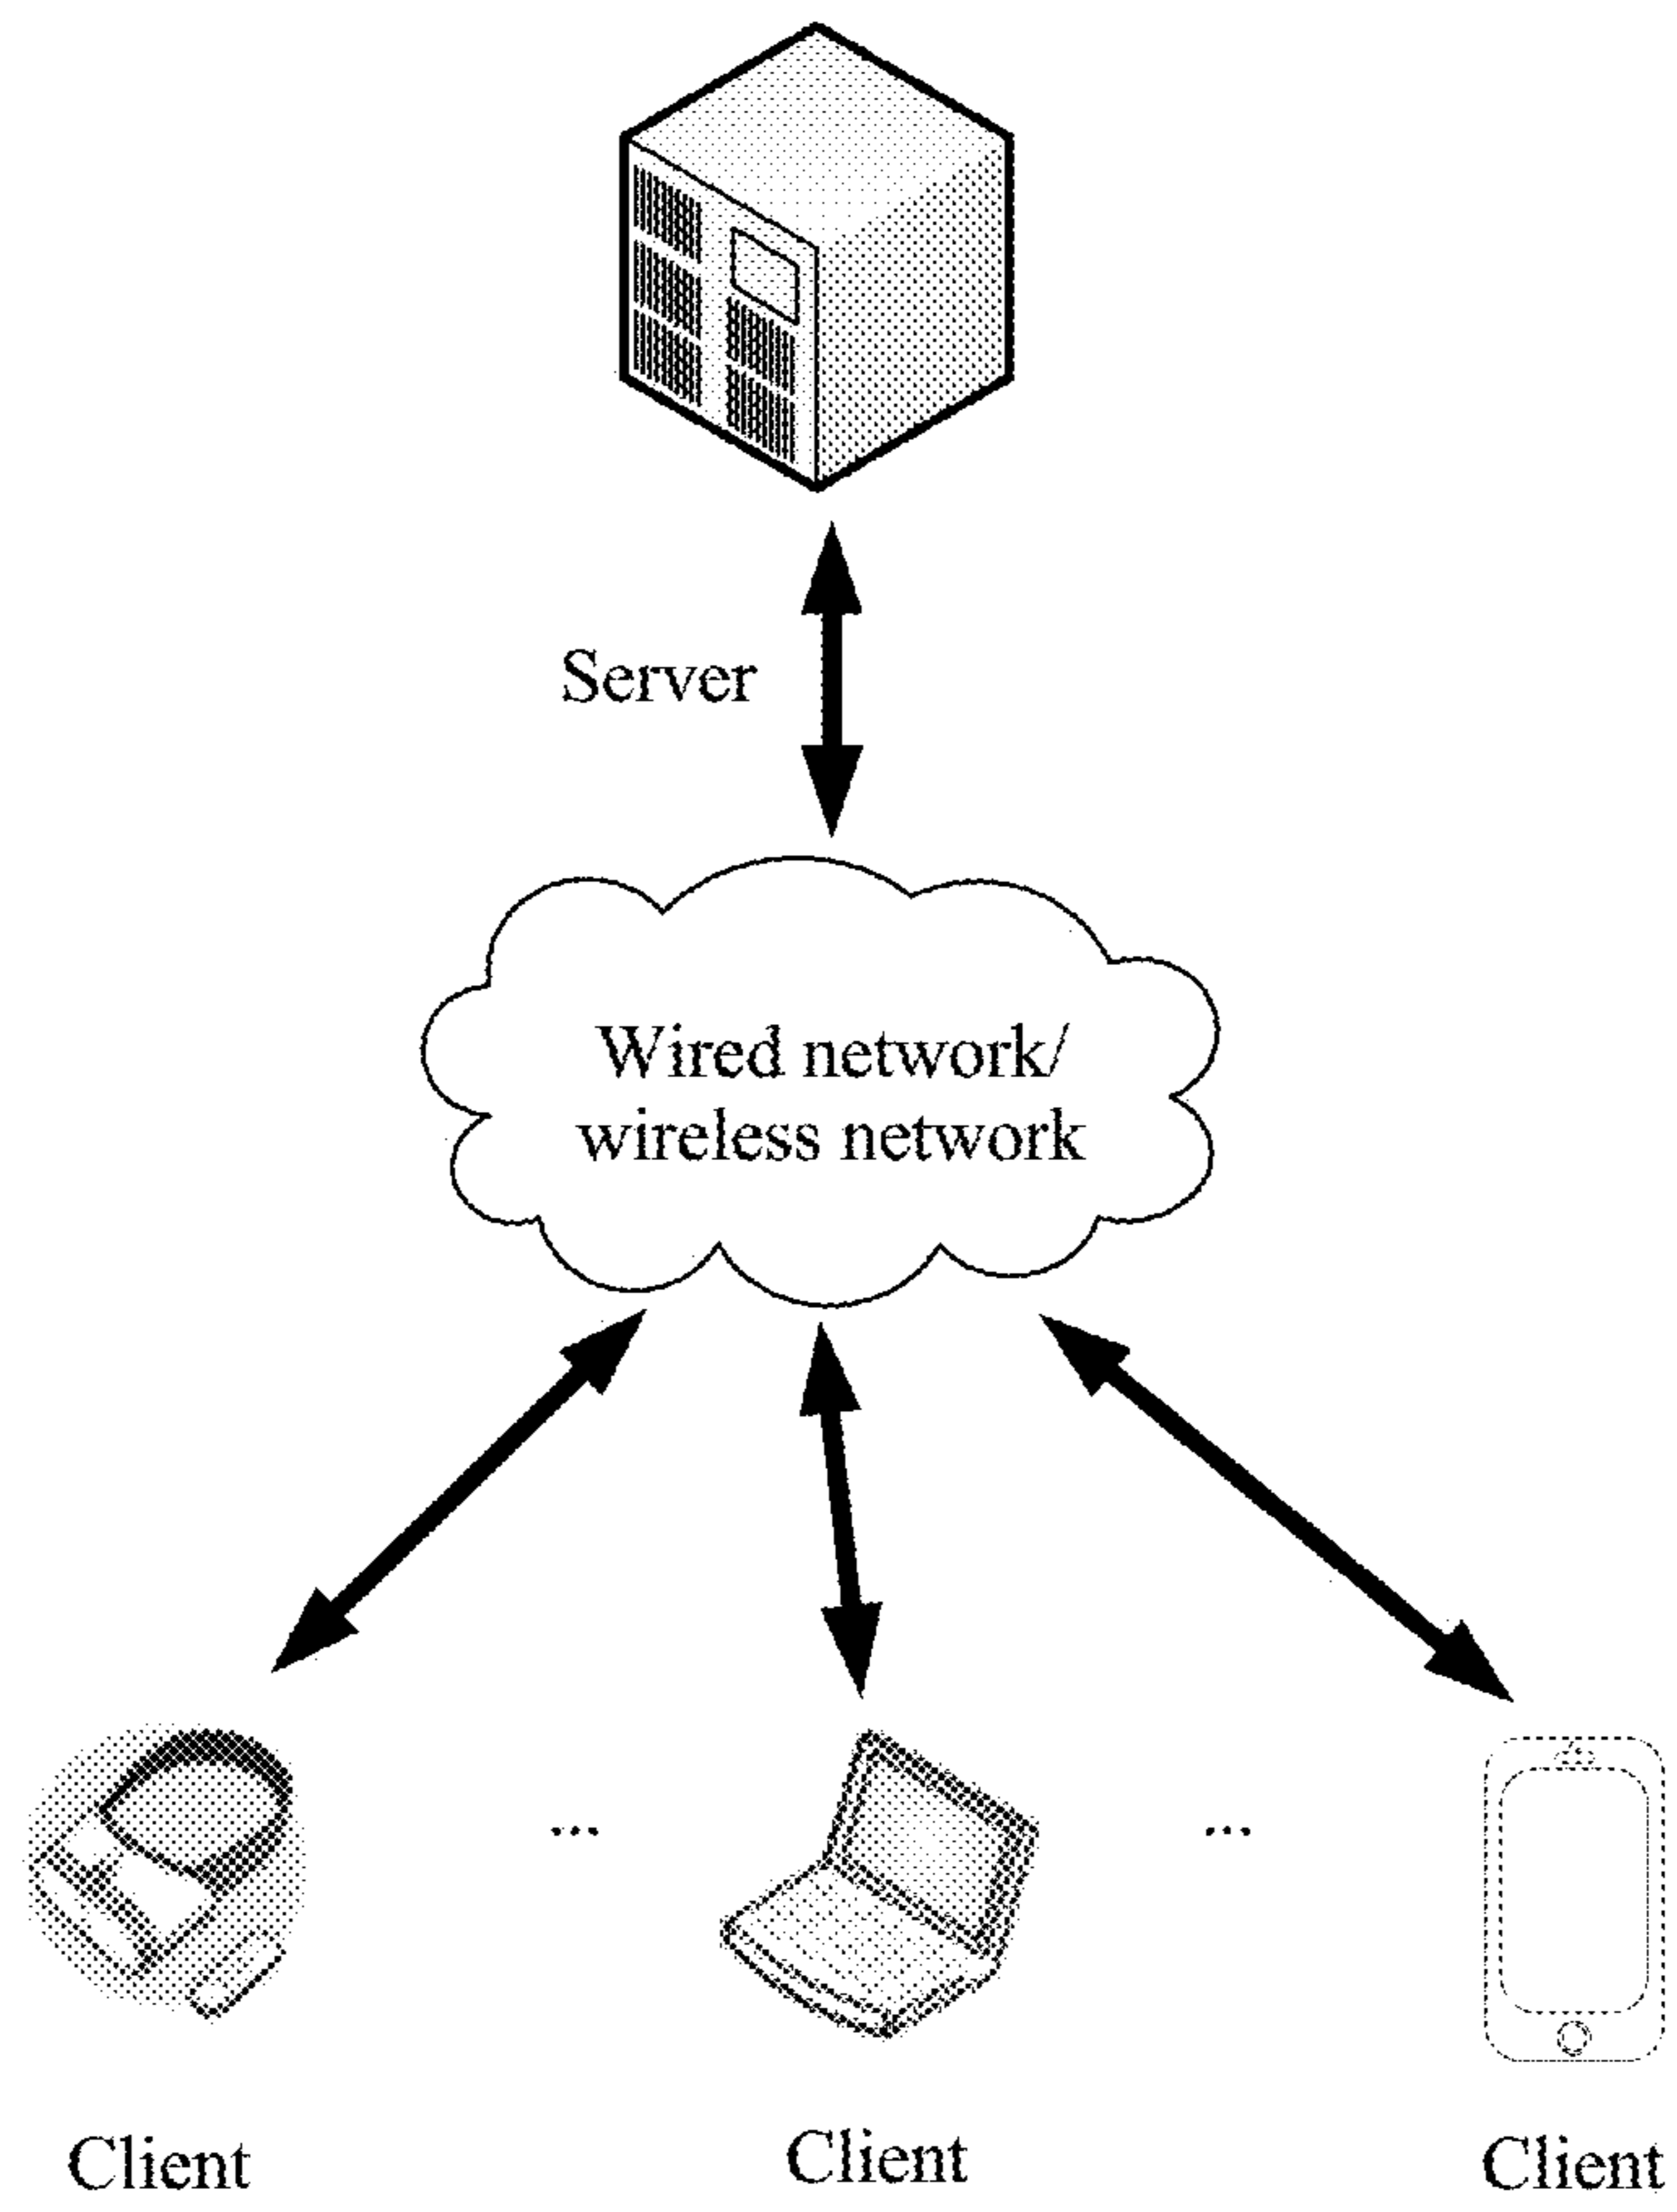 Server
Wired network/
wireless network
... ...
Client Client Client